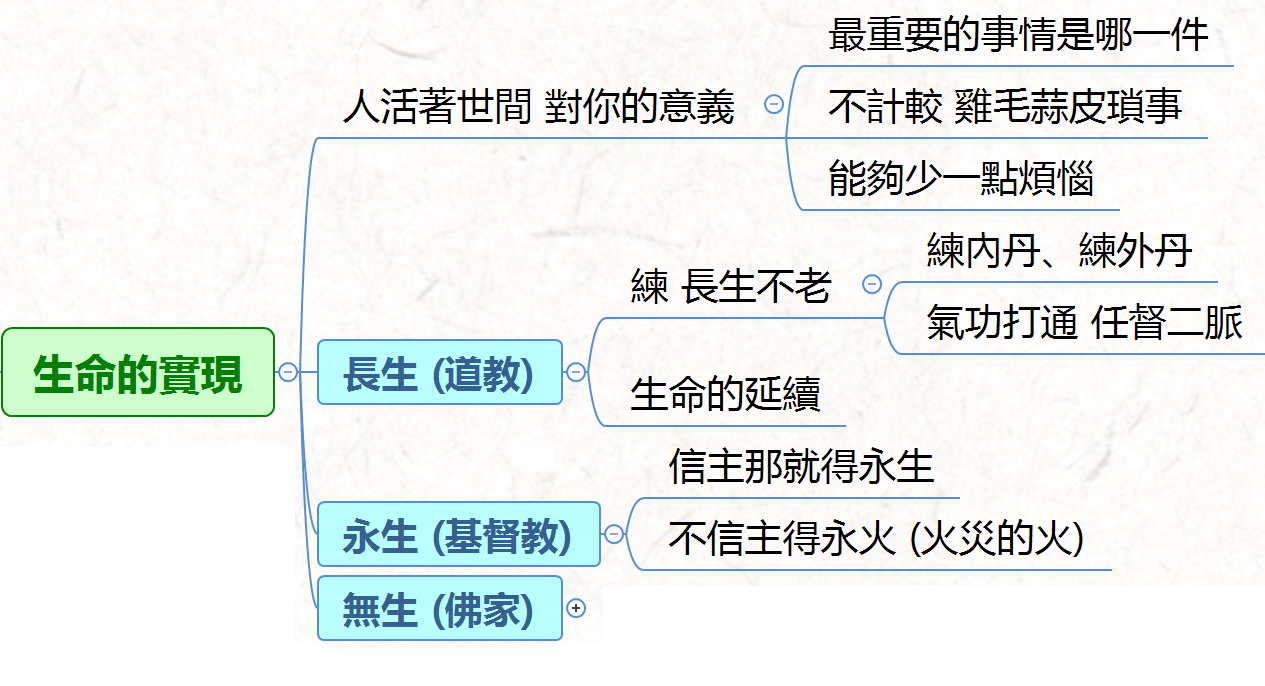 最重要的事情是哪一件
人活著世間 對你的意義
不計較 雞毛蒜皮瑣事
能夠少一點煩惱
練內丹、練外丹
練 長生不老
氣功打通 任督二脈
生命的實現
長生 (道教)
生命的延續
信主那就得永生
永生 (基督教)
不信主得永火 (火災的火)
無生 (佛家)